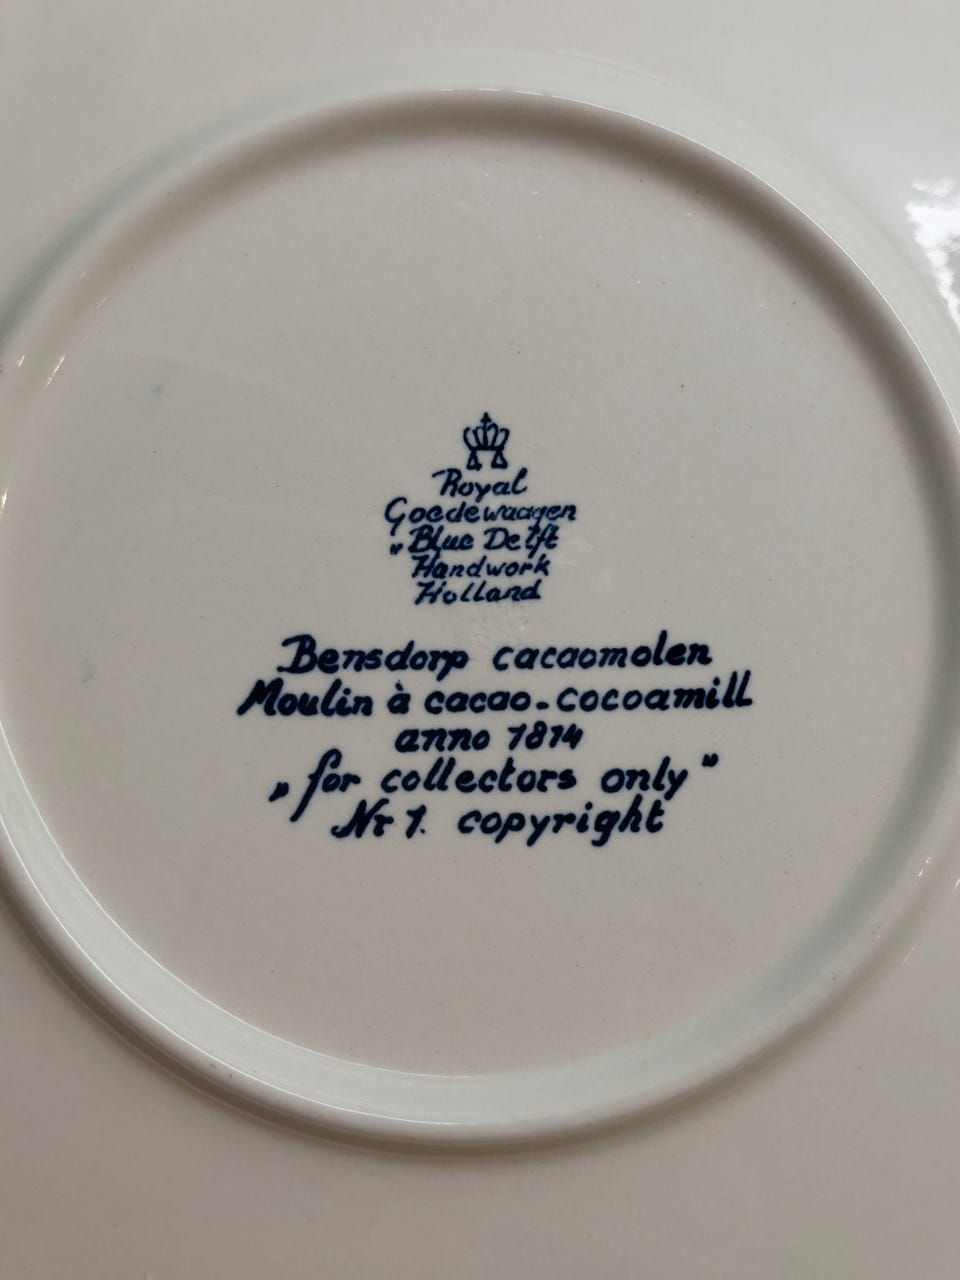 Royal
Goedewaagen
„Blue Delft
Handwork
Holland
Bensdorp cacaomolen
Moulin à cacao-cocoamill
anno 1814
„for collectors only”
Nr 1. copyright